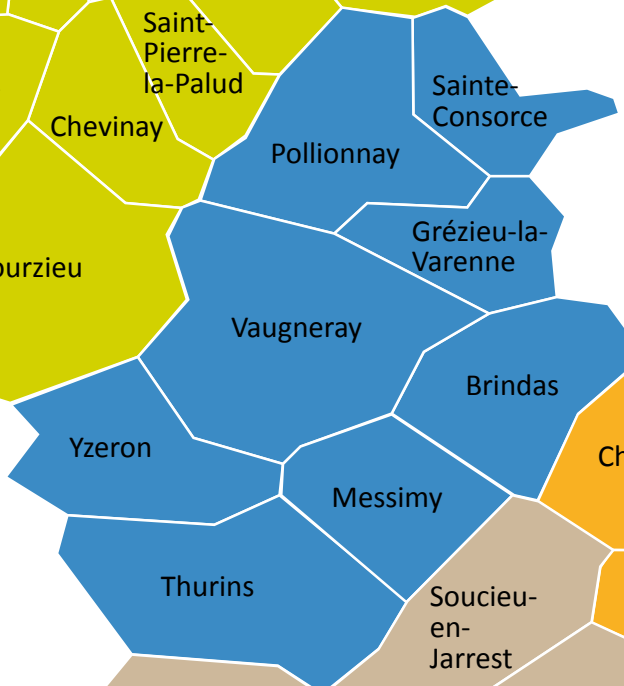 Saint-
Pierre-
la-Palud
Chevinay
Sainte-
Consorce
Pollionnay
Grézieu-la-
Varenne
ourzieu
Vaugneray
Brindas
Yzeron
Ch
Messimy
Thurins
Soucieu-
en-
Jarrest